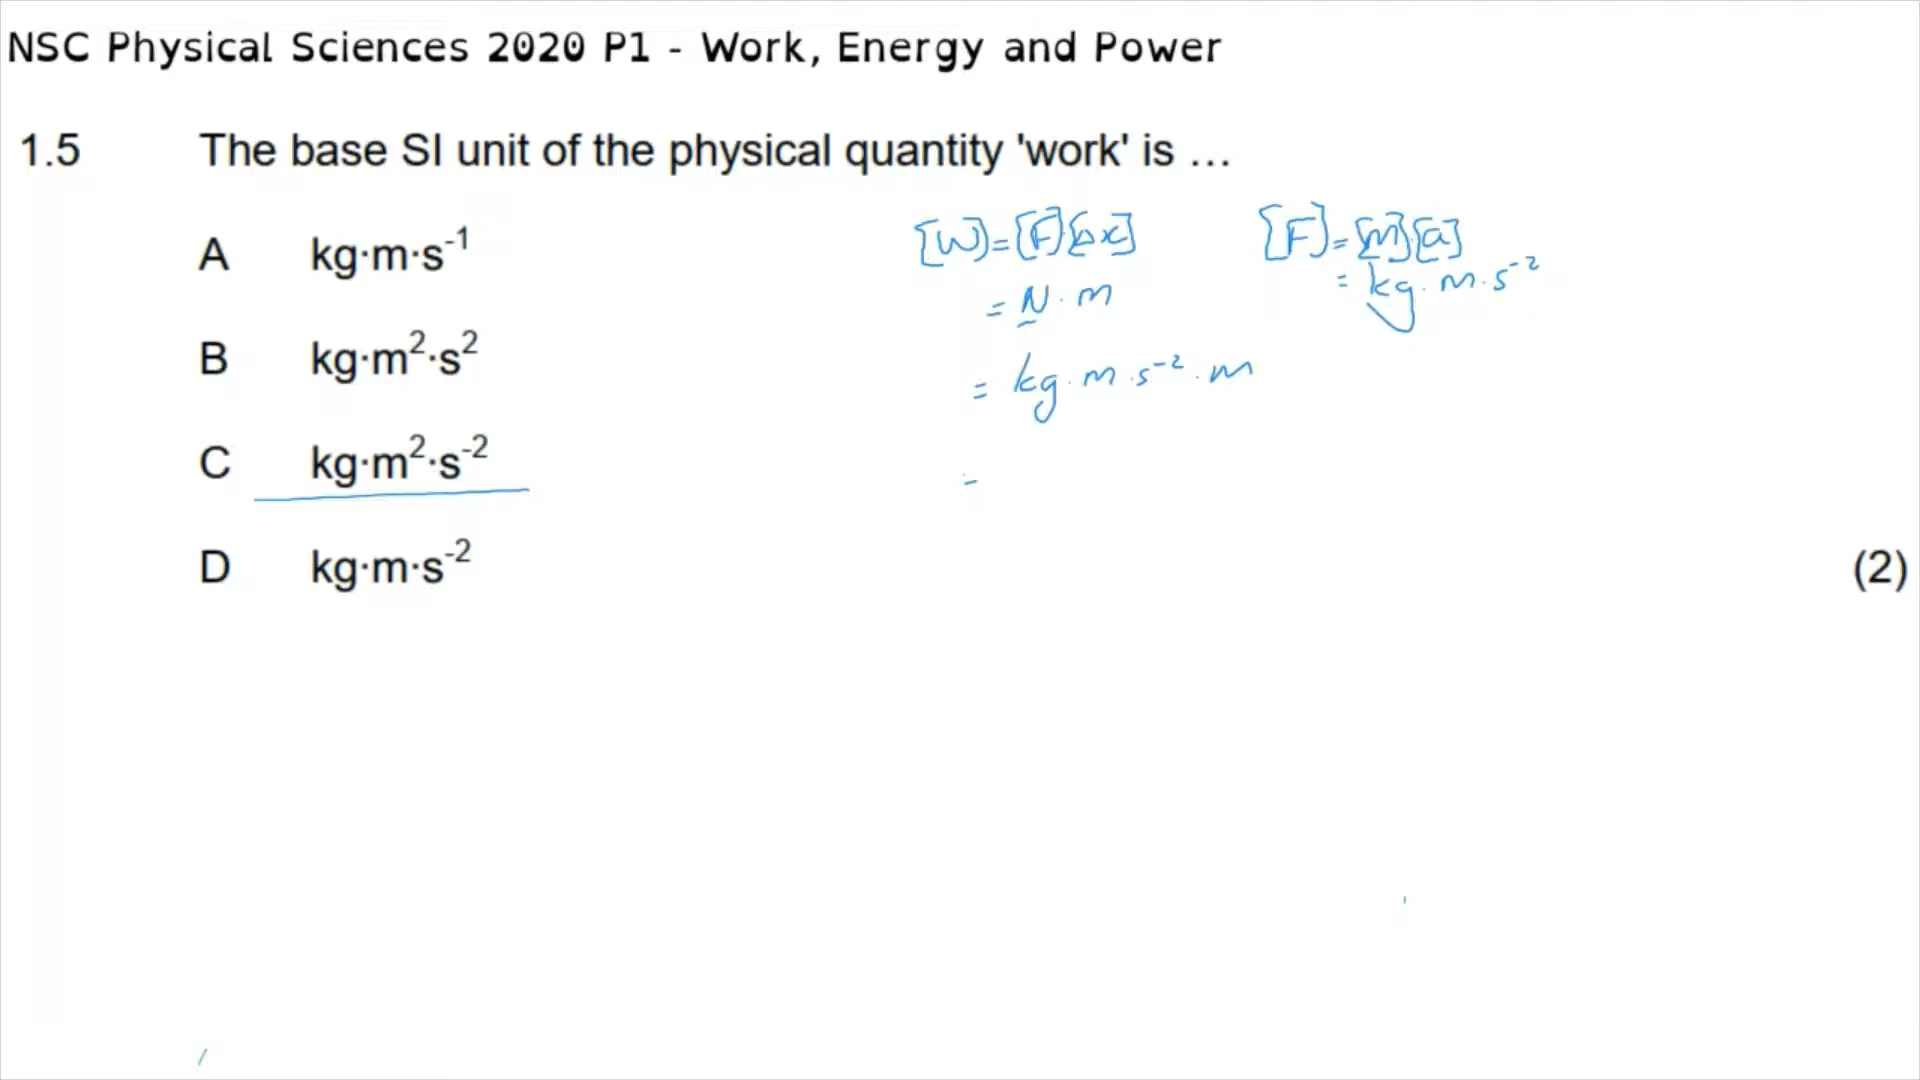 NSC Physical Sciences 2020 P1 - Work, Energy and Power
1.5 The base SI unit of the physical quantity 'work' is …
A kg·m·s⁻¹
B kg·m²·s²
C kg·m²·s⁻²
D kg·m·s⁻²
(2)
[W] = [F][Δx]
= N · m
= kg · m · s⁻² · m
=
[F] = [m][a]
= kg · m · s⁻²